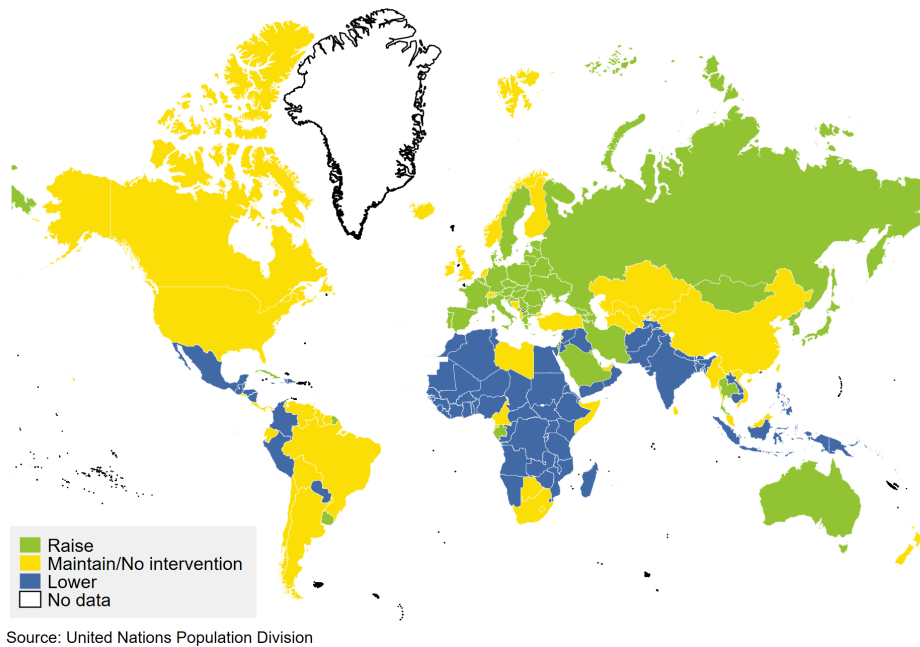 Raise
Maintain/No intervention
Lower
No data
Source: United Nations Population Division